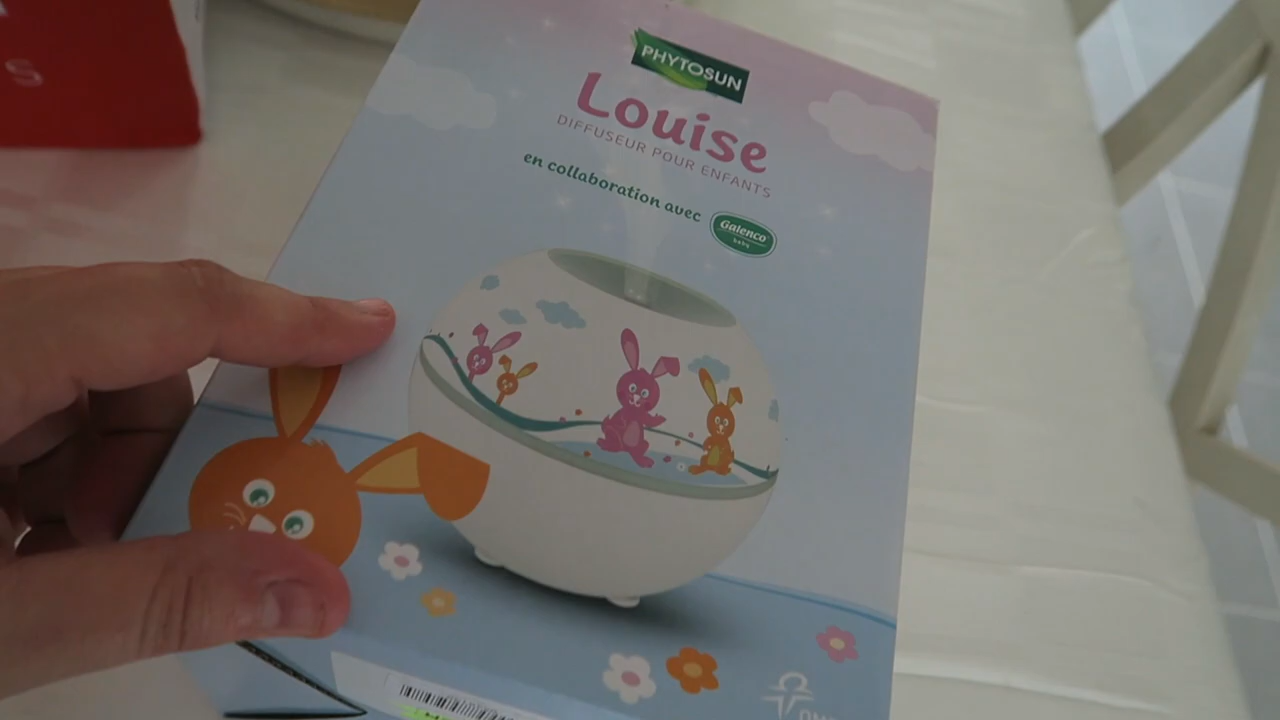 S
PHYTOSUN
Louise
DIFFUSEUR POUR ENFANTS
en collaboration avec
Galenco
baby